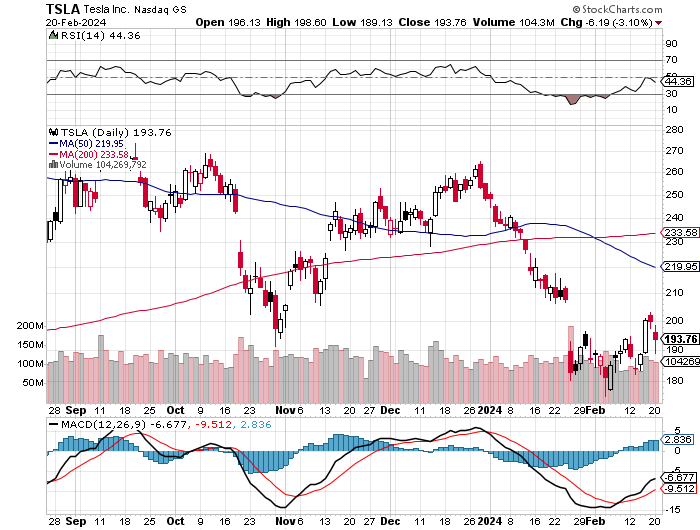 TSLA Tesla Inc. Nasdaq GS
© StockCharts.com
20-Feb-2024 Open 196.13 High 198.60 Low 189.13 Close 193.76 Volume 104.3M Chg -6.19 (-3.10%)
RSI(14) 44.36
90
70
50
44.36
30
10
TSLA (Daily) 193.76
MA(50) 219.95
MA(200) 233.58
Volume 104,269,792
280
270
260
250
240
233.58
230
219.95
210
200
193.76
190
104269
180
200M
150M
100M
50M
28 Sep 11 18 25 Oct 9 16 23 Nov 6 13 20 27 Dec 11 18 26 2024 8 16 22 29 Feb 12 20
MACD(12,26,9) -6.677, -9.512, 2.836
2.836
0
-5
-6.677
-9.512
-15
28 Sep 11 18 25 Oct 9 16 23 Nov 6 13 20 27 Dec 11 18 26 2024 8 16 22 29 Feb 12 20